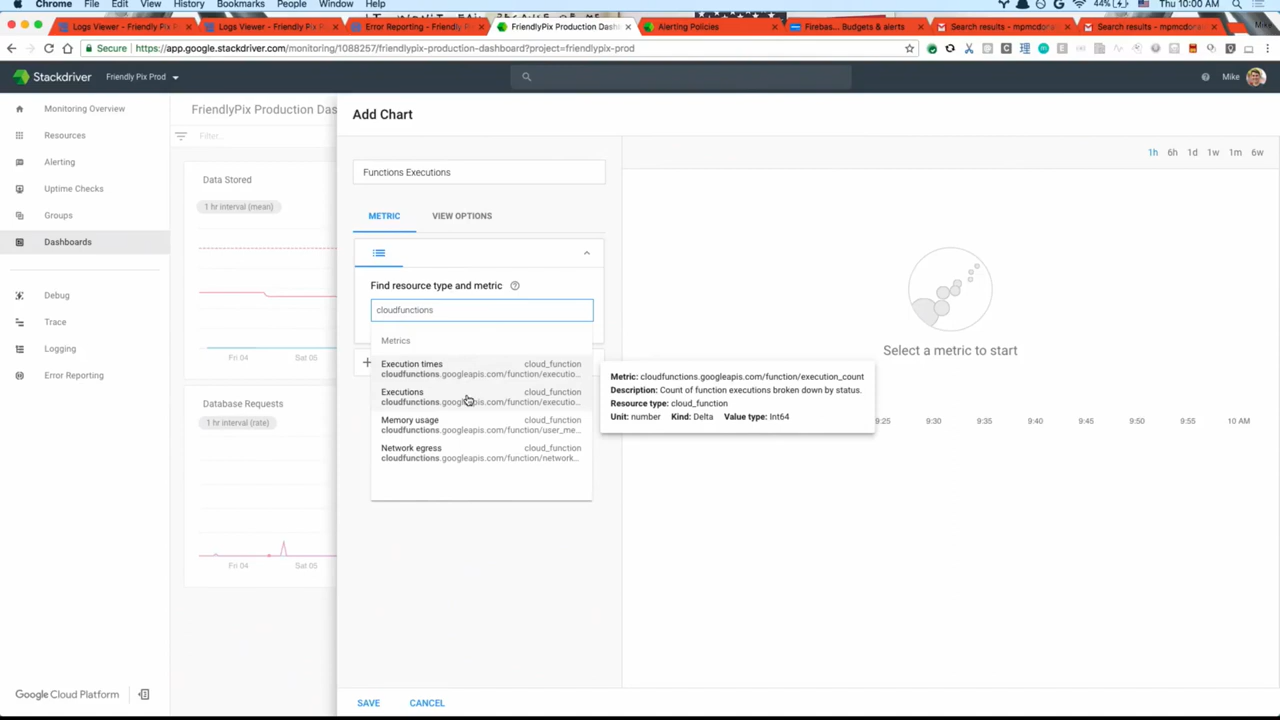 Chrome File Edit View History Bookmarks People Window Help 44% Thu 10:00 AM
Logs Viewer - Friendly Pix P × Logs Viewer - Friendly Pix P × Error Reporting - Friendly P × FriendlyPix Production Dash × Alerting Policies × Firebas... Budgets & alerts × Search results - mpmcdon × Search results - mpmcdon × Mike
Secure https://app.google.stackdriver.com/monitoring/1088257/friendlypix-production-dashboard?project=friendlypix-prod
Stackdriver Friendly Pix Prod Mike
Monitoring Overview
Resources
Alerting
Uptime Checks
Groups
Dashboards
Debug
Trace
Logging
Error Reporting
Google Cloud Platform
FriendlyPix Production Das
Filter...
Data Stored
1 hr interval (mean)
Fri 04 Sat 05
Database Requests
1 hr interval (rate)
Fri 04 Sat 05
Add Chart
Functions Executions
METRIC VIEW OPTIONS
Find resource type and metric
cloudfunctions
Metrics
Execution times cloud_function
cloudfunctions.googleapis.com/function/executio...
Executions cloud_function
cloudfunctions.googleapis.com/function/executio...
Memory usage cloud_function
cloudfunctions.googleapis.com/function/user_me...
Network egress cloud_function
cloudfunctions.googleapis.com/function/network...
+
SAVE CANCEL
1h 6h 1d 1w 1m 6w
Select a metric to start
Metric: cloudfunctions.googleapis.com/function/execution_count
Description: Count of function executions broken down by status.
Resource type: cloud_function
Unit: number Kind: Delta Value type: Int64
9:25 9:30 9:35 9:40 9:45 9:50 9:55 10 AM